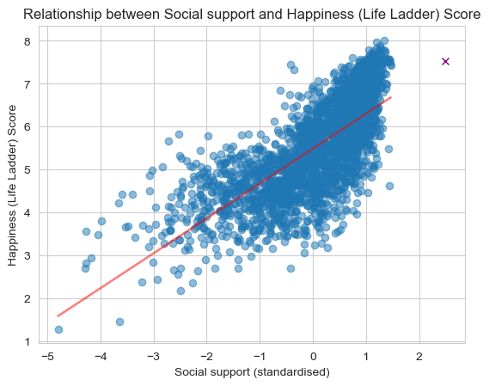 Relationship between Social support and Happiness (Life Ladder) Score
Happiness (Life Ladder) Score
8
7
6
5
4
3
2
1
−5 −4 −3 −2 −1 0 1 2
Social support (standardised)